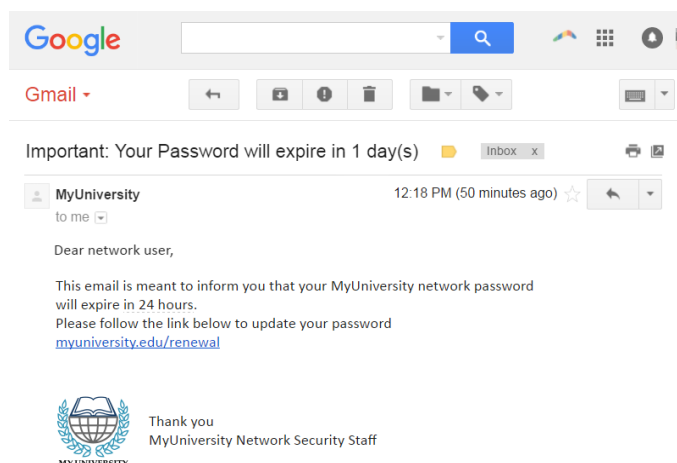 Google
Gmail
Important: Your Password will expire in 1 day(s)
Inbox x
MyUniversity
12:18 PM (50 minutes ago)
to me
Dear network user,
This email is meant to inform you that your MyUniversity network password
will expire in 24 hours.
Please follow the link below to update your password
myuniversity.edu/renewal
Thank you
MyUniversity Network Security Staff
MY UNIVERSITY